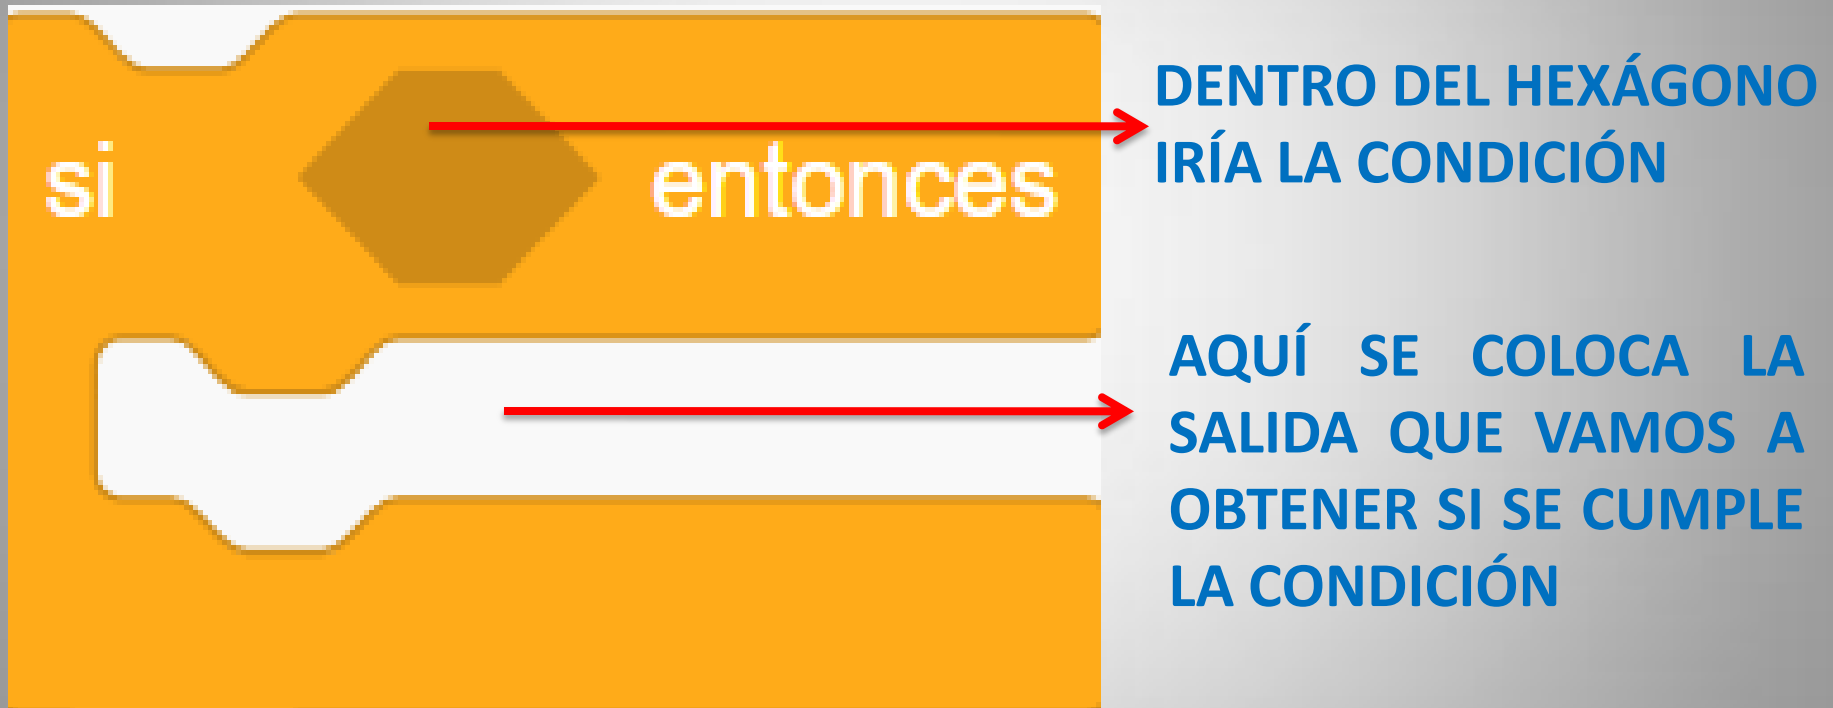 si entonces
DENTRO DEL HEXÁGONO
IRÍA LA CONDICIÓN
AQUÍ SE COLOCA LA
SALIDA QUE VAMOS A
OBTENER SI SE CUMPLE
LA CONDICIÓN